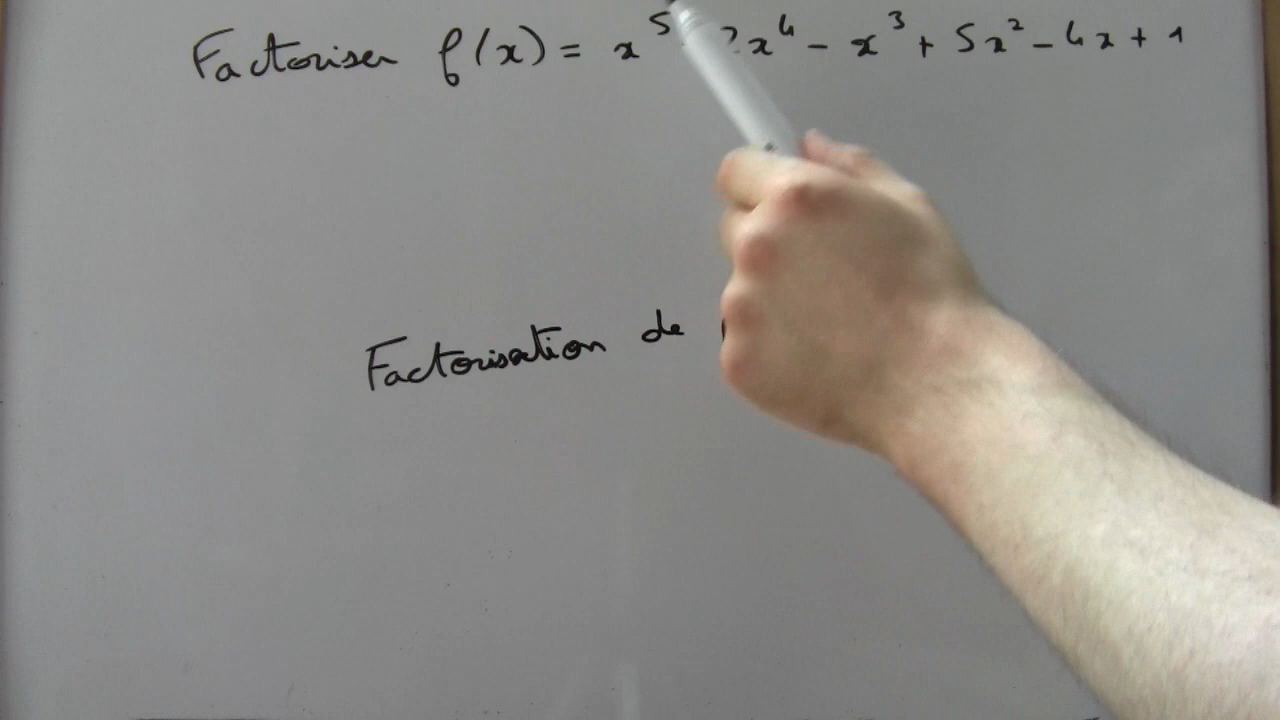 Factoriser f(x) = x⁵ 2x⁴ - x³ + 5x² - 4x + 1
Factorisation de